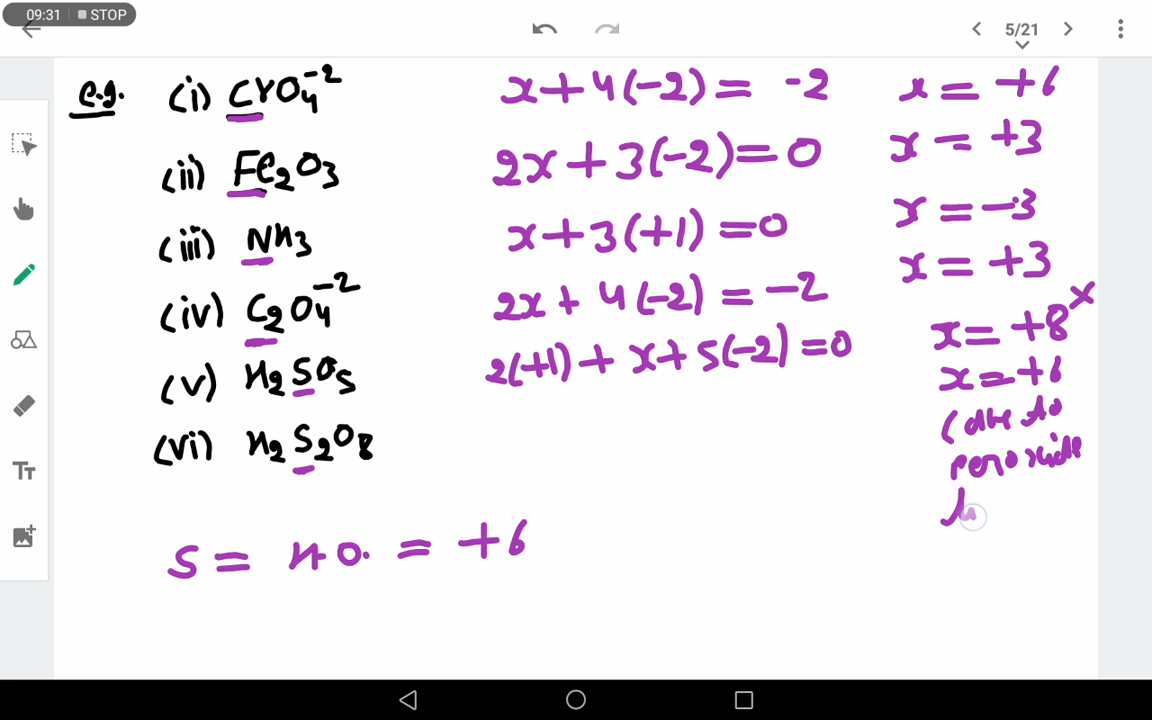 09:31 STOP
5/21
e.g. (i) CrO4^-2 x+4(-2) = -2 x = +6
(ii) Fe2O3 2x + 3(-2) = 0 x = +3
(iii) NH3 x+3(+1) = 0 x = -3
(iv) C2O4^-2 2x + 4(-2) = -2 x = +3
(v) H2SO5 2(+1) + x + 5(-2) = 0 x = +8 x
x = +6
(vi) H2S2O8 (due to
peroxide
S = H.O. = +6
Tт